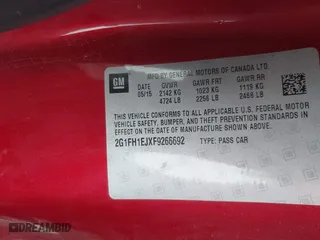 GM
MFD BY GENERAL MOTORS OF CANADA LTD.
DATE GVWR GAWR FRT GAWR RR
05/15 2142 KG 1023 KG 1119 KG
4724 LB 2256 LB 2468 LB
THIS VEHICLE CONFORMS TO ALL APPLICABLE U.S. FEDERAL MOTOR
VEHICLE SAFETY, BUMPER, AND THEFT PREVENTION STANDARDS IN
EFFECT ON THE DATE OF MANUFACTURE SHOWN ABOVE.
2G1FH1EJXF9266692 TYPE: PASS CAR
DREAMBID